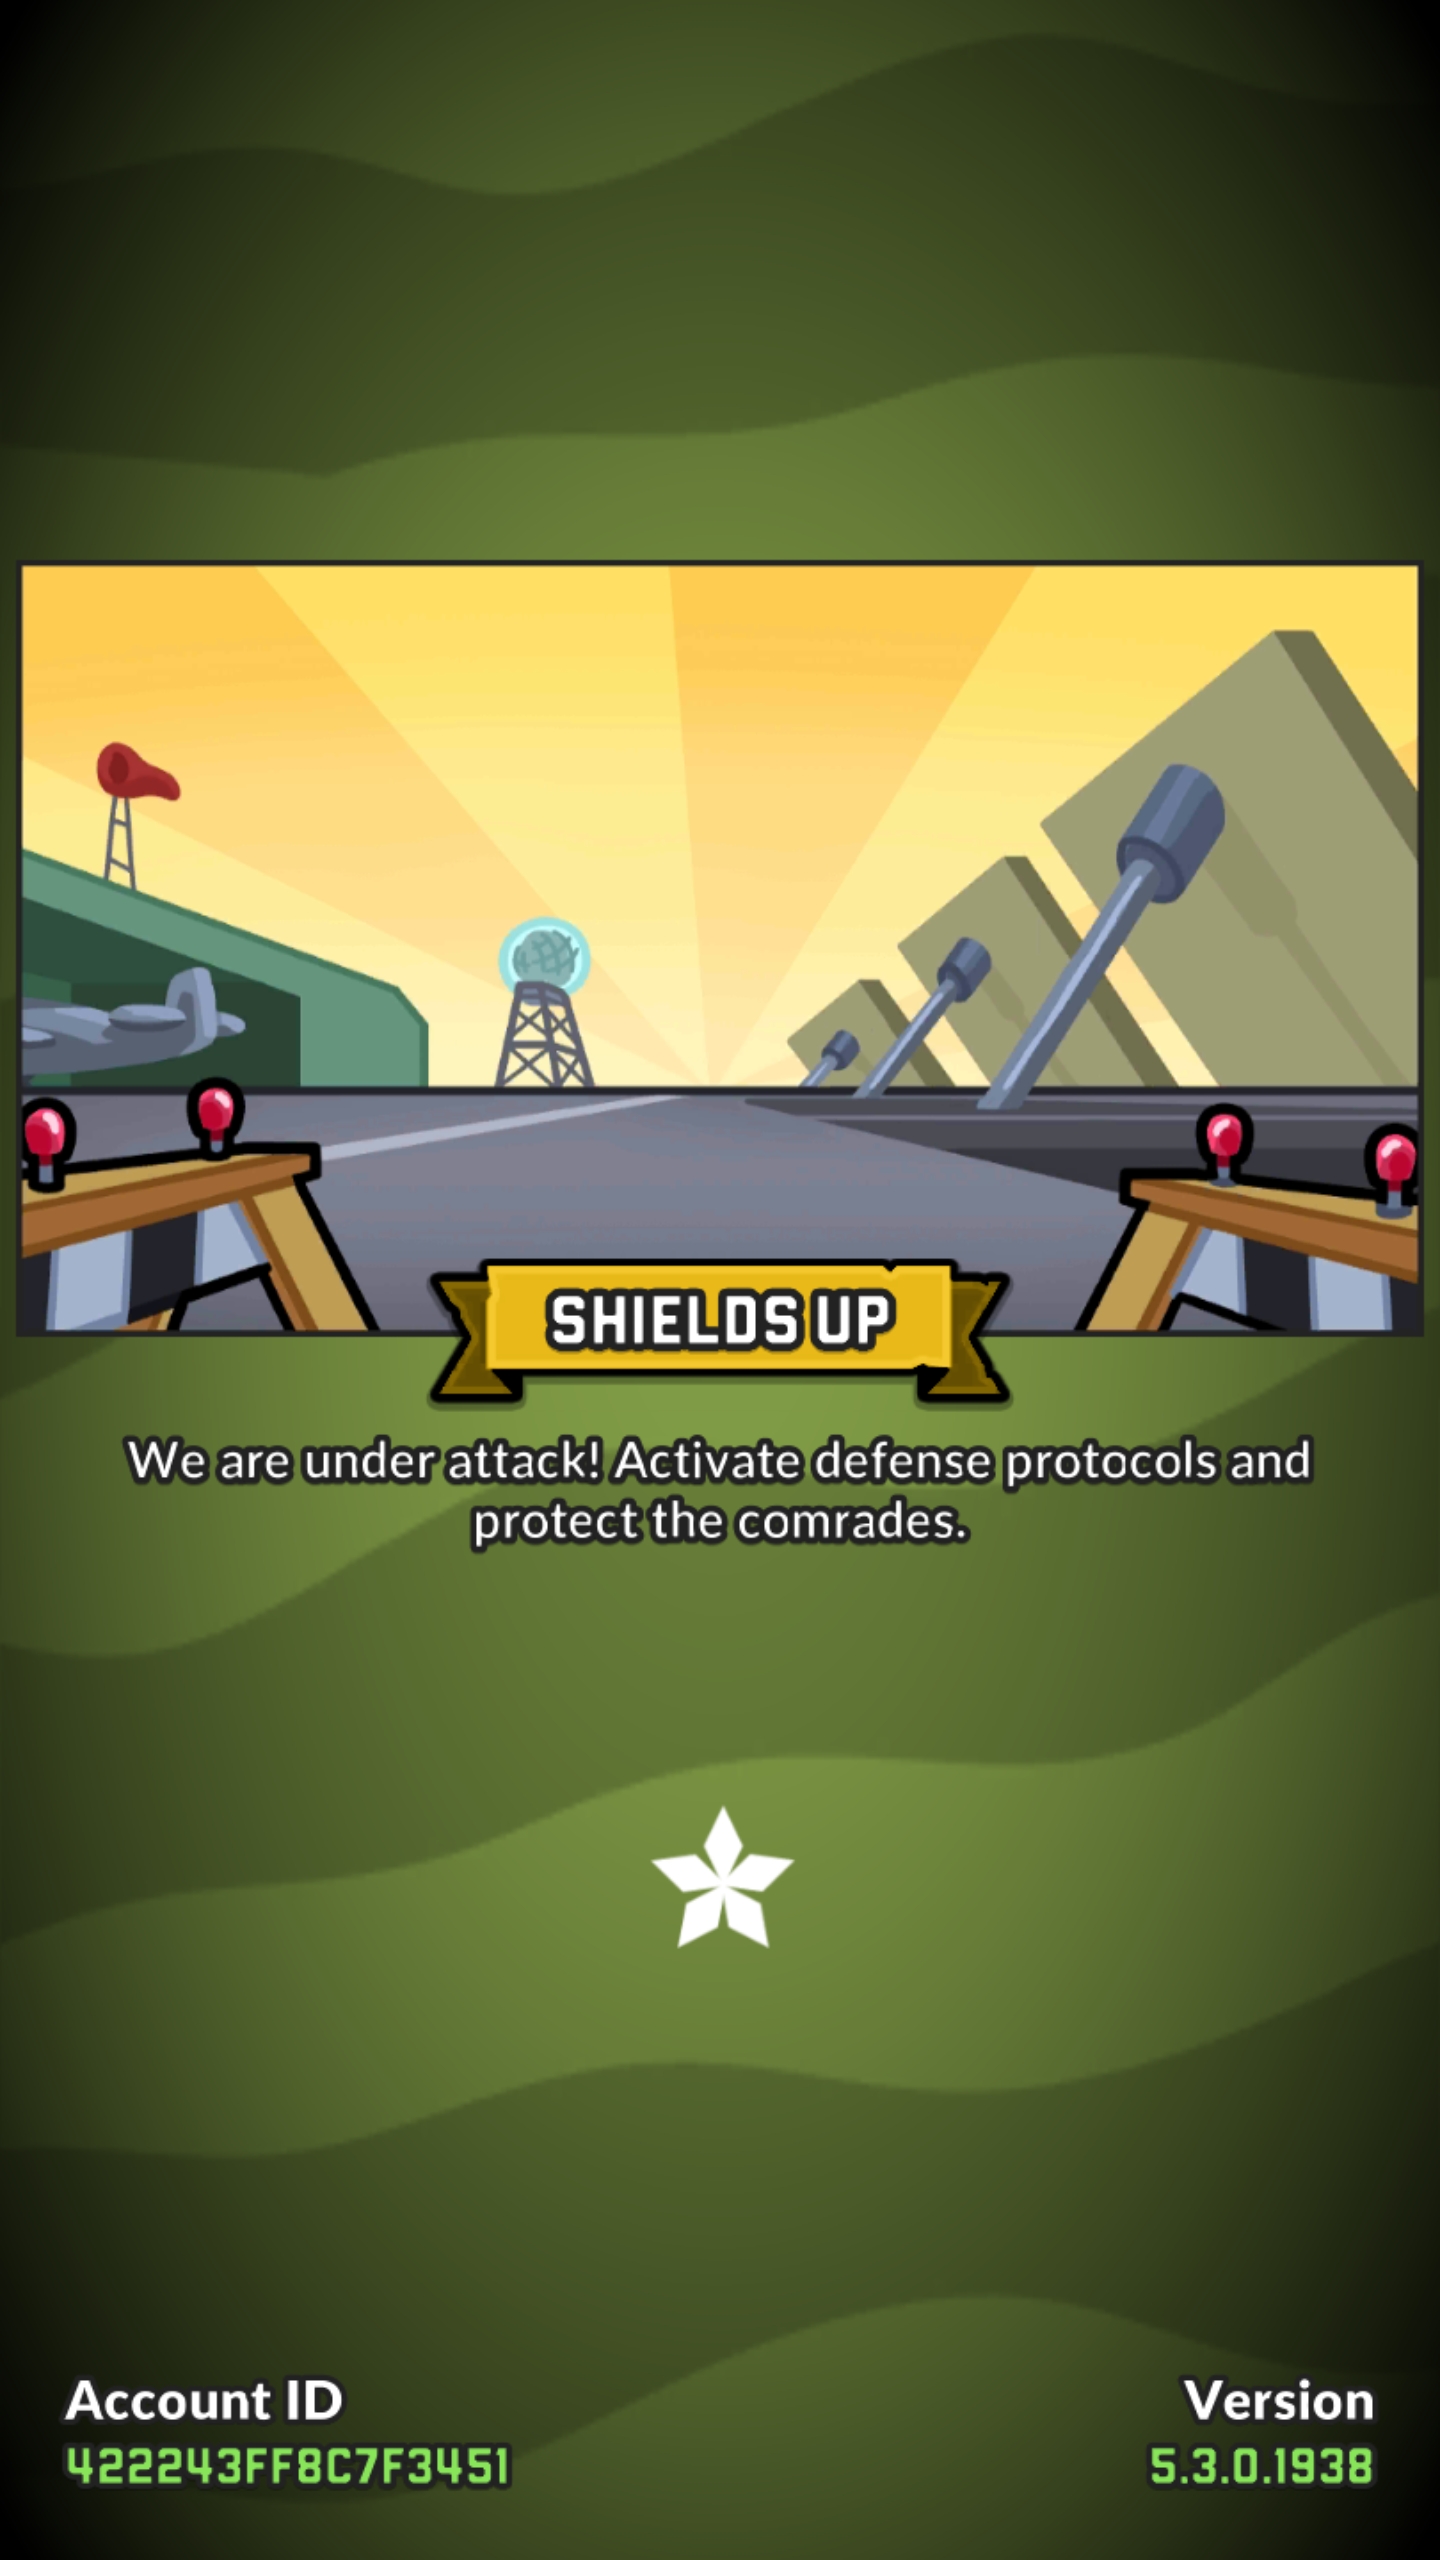 SHIELDS UP
We are under attack! Activate defense protocols and
protect the comrades.
Account ID
422243FF8C7F3451
Version
5.3.0.1938